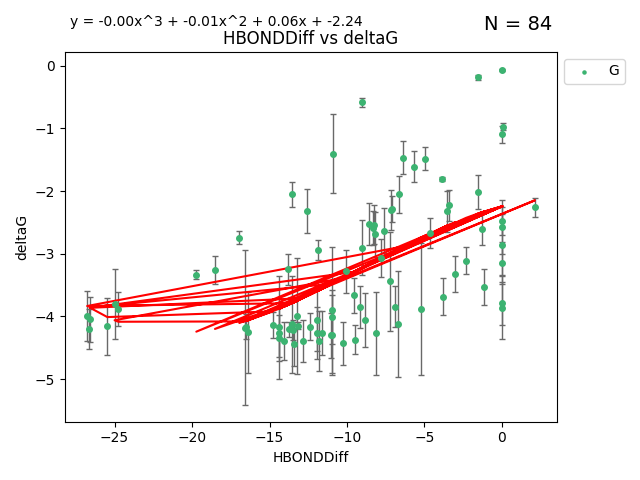 y = -0.00x^3 + -0.01x^2 + 0.06x + -2.24
N = 84
HBONDDiff vs deltaG
G
deltaG
0
−1
−2
−3
−4
−5
−25
−20
−15
−10
−5
0
HBONDDiff